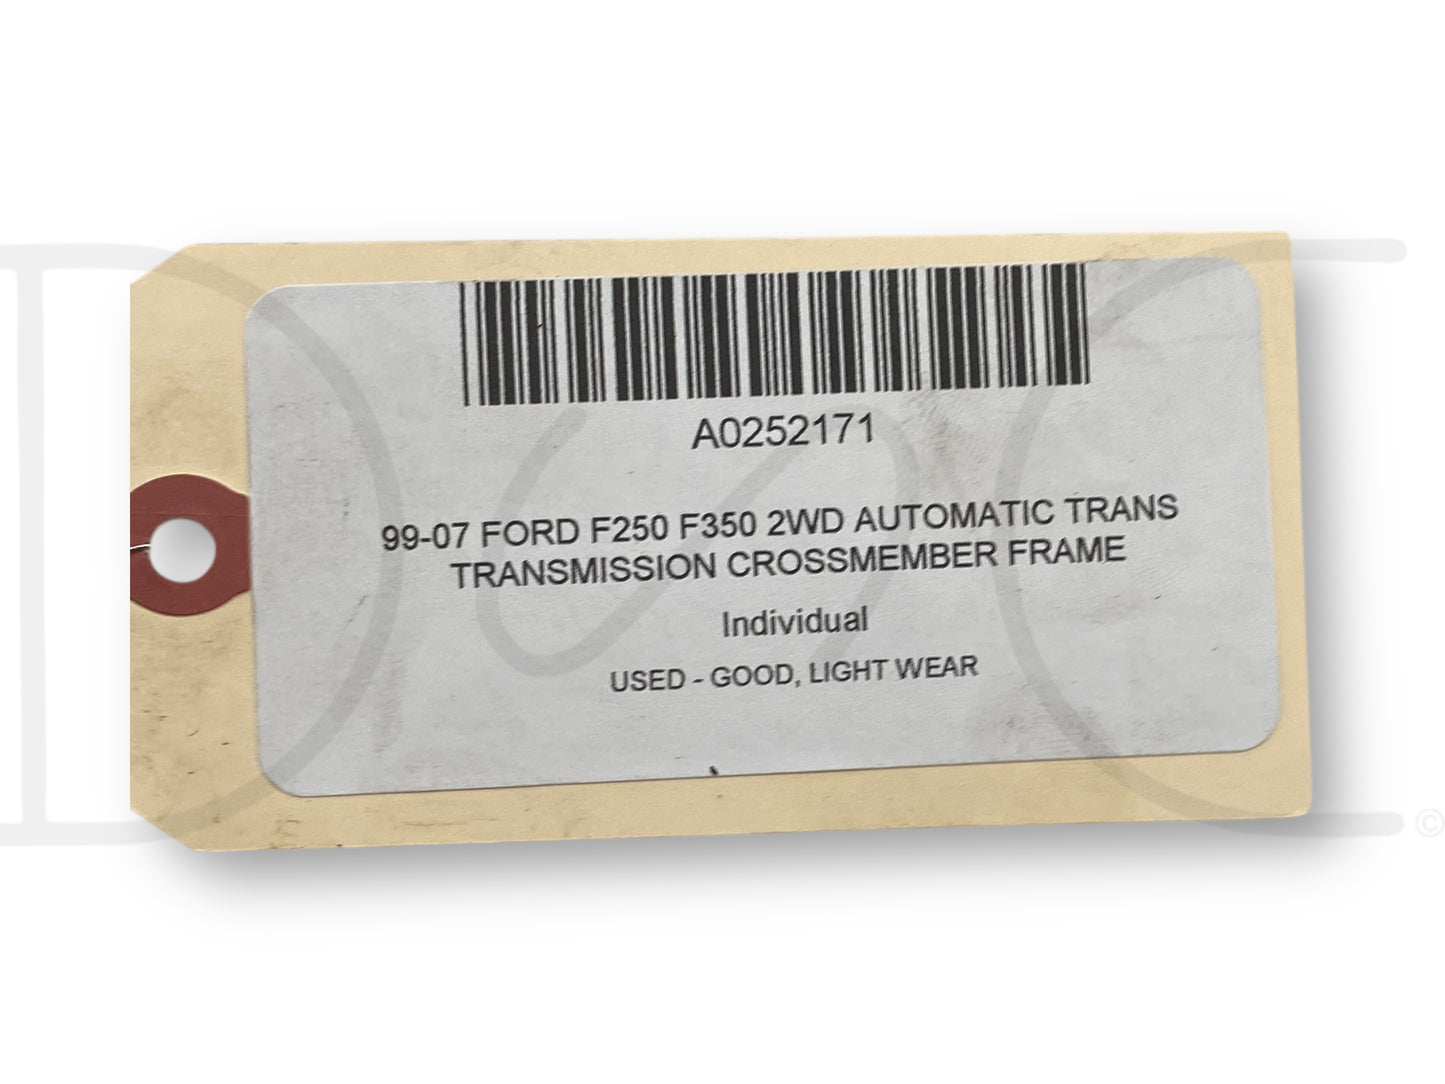 A0252171
99-07 FORD F250 F350 2WD AUTOMATIC TRANS
TRANSMISSION CROSSMEMBER FRAME
Individual
USED - GOOD, LIGHT WEAR
©